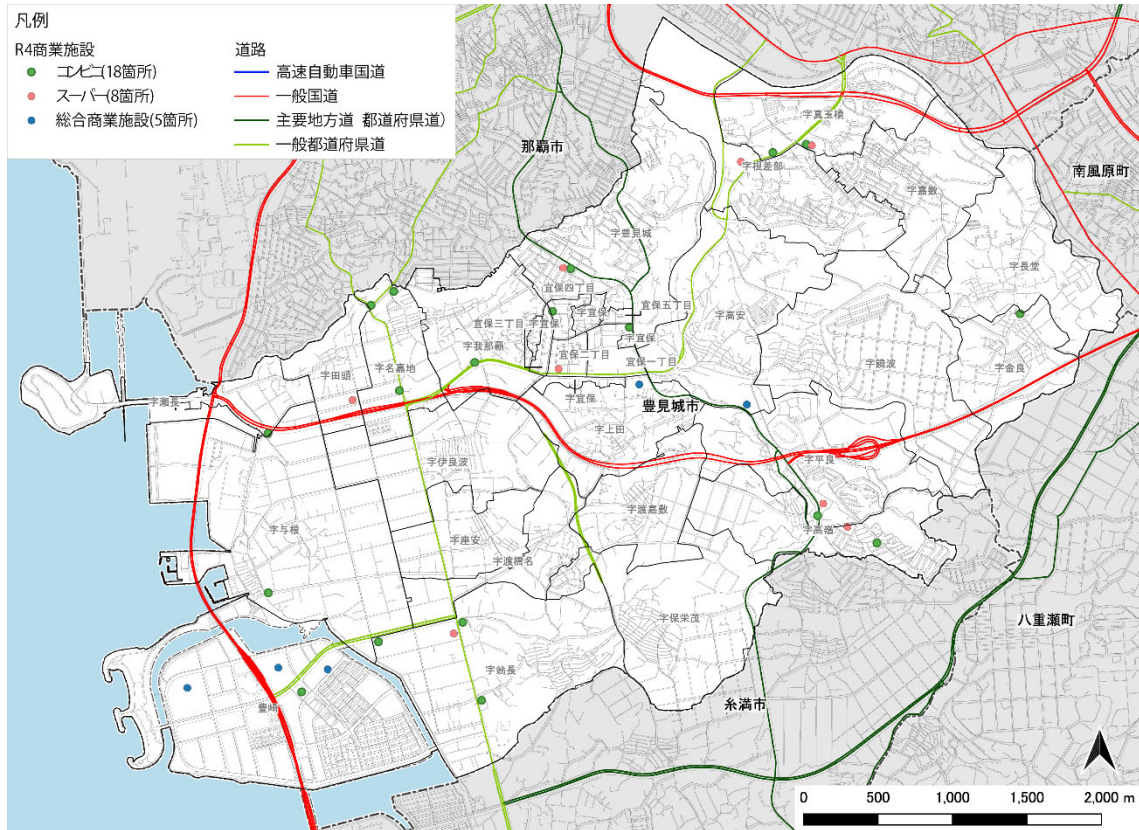 凡例
R4商業施設
コンビニ(18箇所)
スーパー(8箇所)
総合商業施設(5箇所)
道路
高速自動車国道
一般国道
主要地方道 都道府県道)
一般都道府県道
那覇市
南風原町
字真玉橋
字根差部
字嘉数
字豊見城
字長堂
宜保四丁目
宜保五丁目
字宜保
字宜保
字高安
宜保三丁目
字宜保
字我那覇
宜保二丁目
宜保一丁目
字饒波
字金良
字田頭
字名嘉地
字瀬長
字宜保
豊見城市
字上田
字伊良波
字平良
字与根
字渡嘉敷
字高嶺
字座安
字渡橋名
字保栄茂
八重瀬町
字翁長
豊崎
糸満市
0 500 1,000 1,500 2,000 m